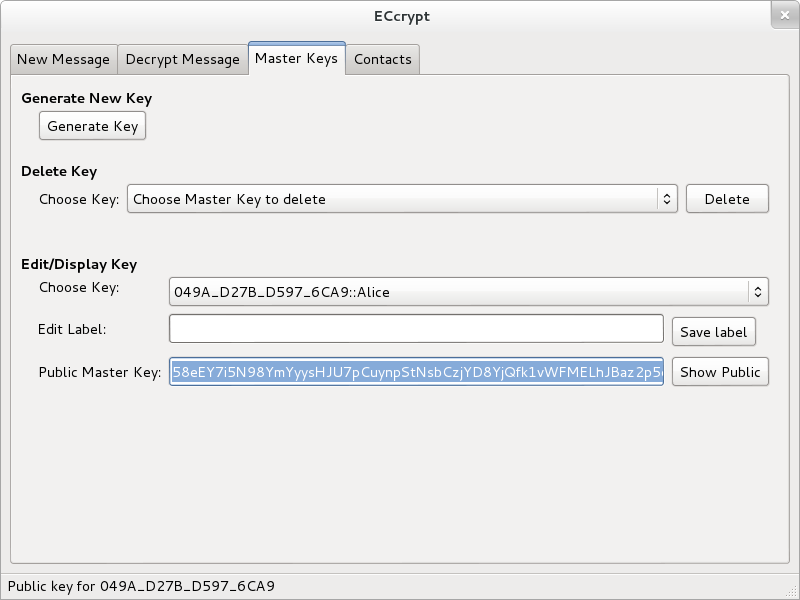 ECcrypt
New Message Decrypt Message Master Keys Contacts
Generate New Key
Generate Key
Delete Key
Choose Key: Choose Master Key to delete Delete
Edit/Display Key
Choose Key: 049A_D27B_D597_6CA9::Alice
Edit Label: Save label
Public Master Key: 58eEY7i5N98YmYyysHJU7pCuynpStNsbCzjYD8YjQfk1vWFMELhJBaz2p5 Show Public
Public key for 049A_D27B_D597_6CA9